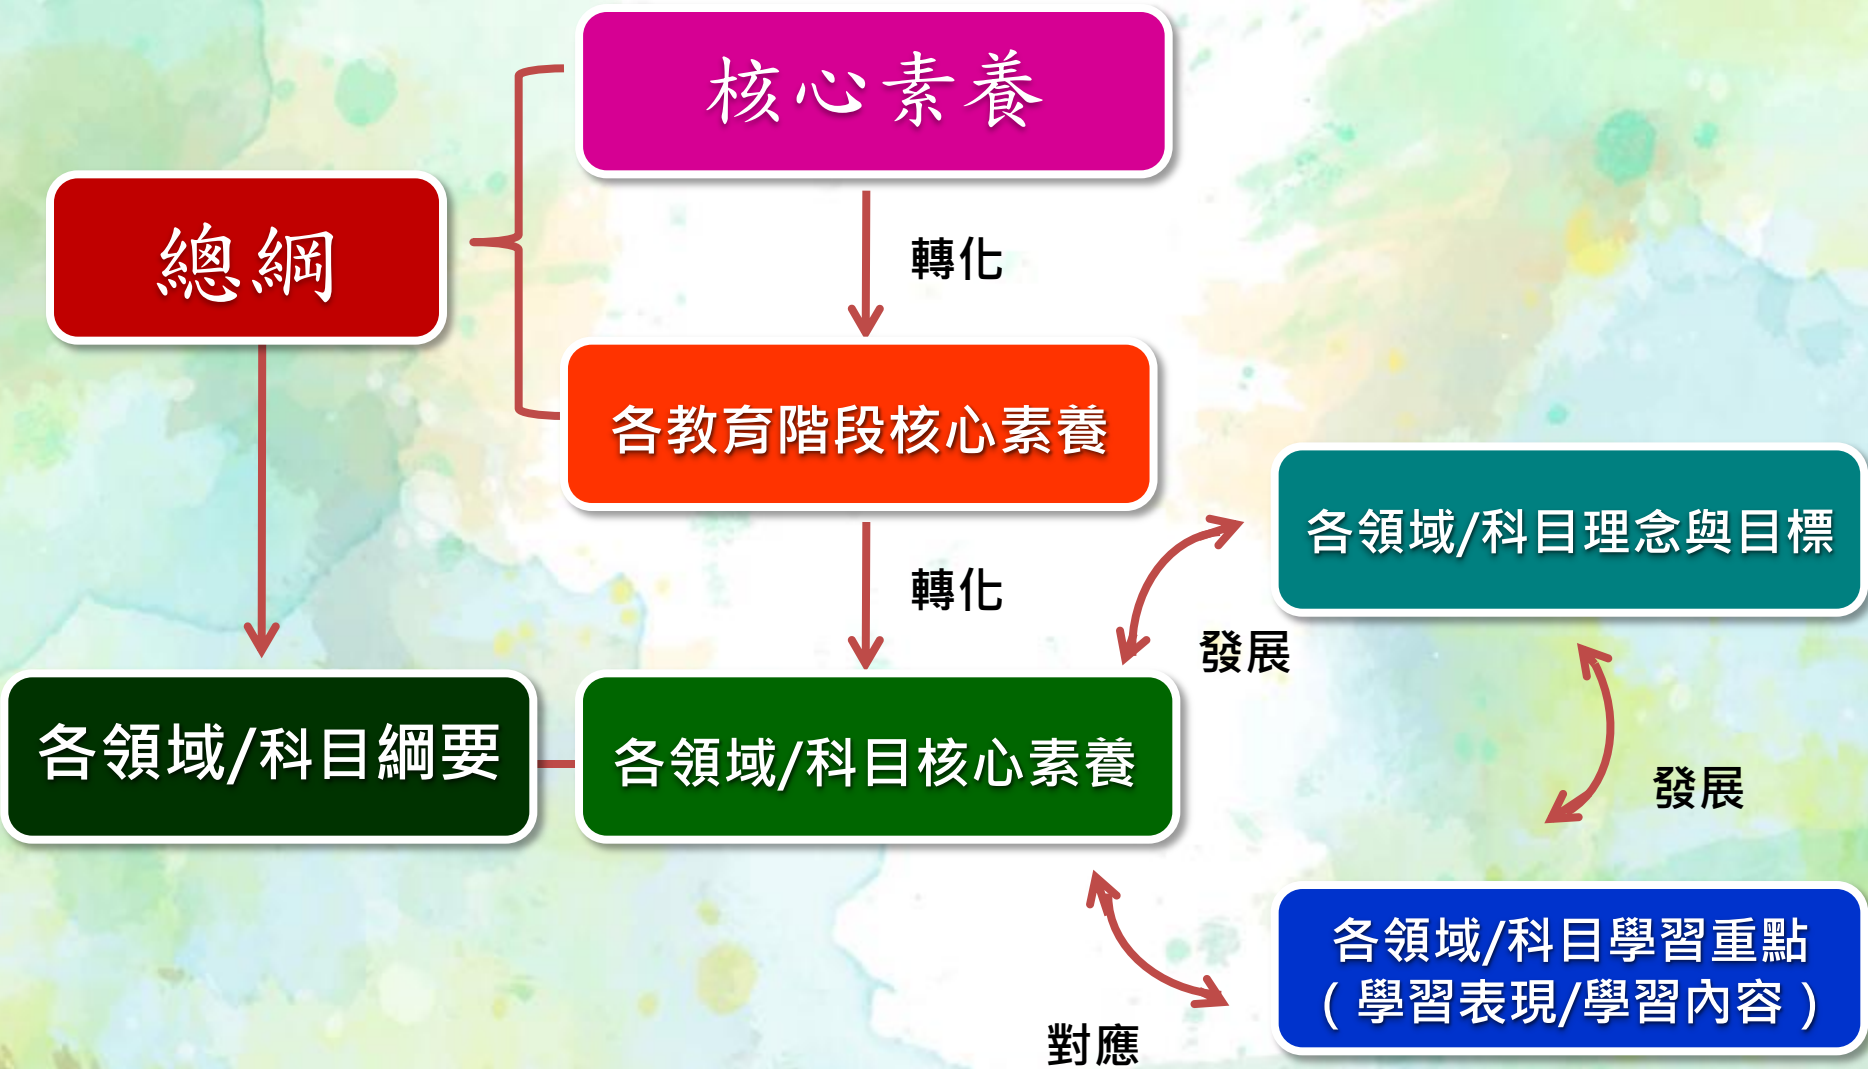 核心素養
總綱
轉化
各教育階段核心素養
各領域/科目理念與目標
轉化
發展
各領域/科目綱要
各領域/科目核心素養
發展
各領域/科目學習重點
(學習表現/學習內容)
對應